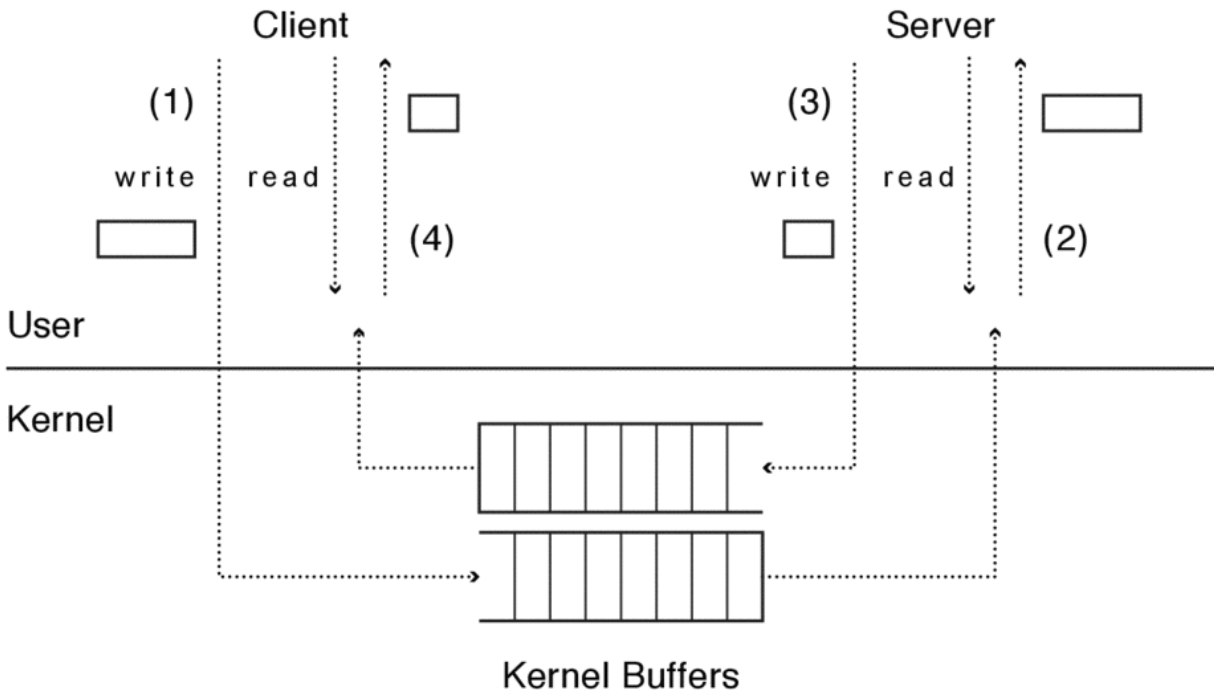 Client
Server
(1)
(3)
write
read
write
read
(4)
(2)
User
Kernel
Kernel Buffers